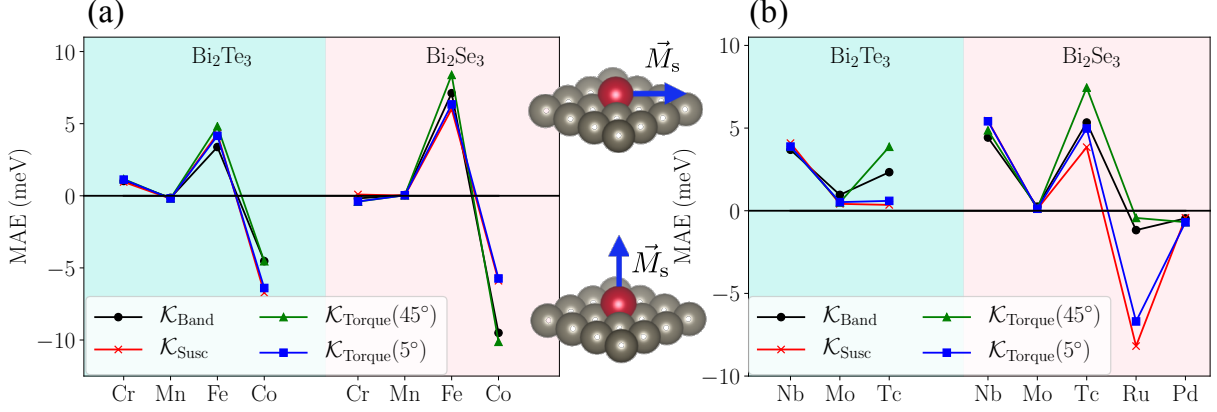 (a)
MAE (meV)
10
5
0
−5
−10
Bi₂Te₃
Bi₂Se₃
𝒦Band
𝒦Susc
𝒦Torque(45°)
𝒦Torque(5°)
Cr Mn Fe Co Cr Mn Fe Co
M⃗s
M⃗s
(b)
MAE (meV)
10
5
0
−5
−10
Bi₂Te₃
Bi₂Se₃
𝒦Band
𝒦Susc
𝒦Torque(45°)
𝒦Torque(5°)
Nb Mo Tc Nb Mo Tc Ru Pd